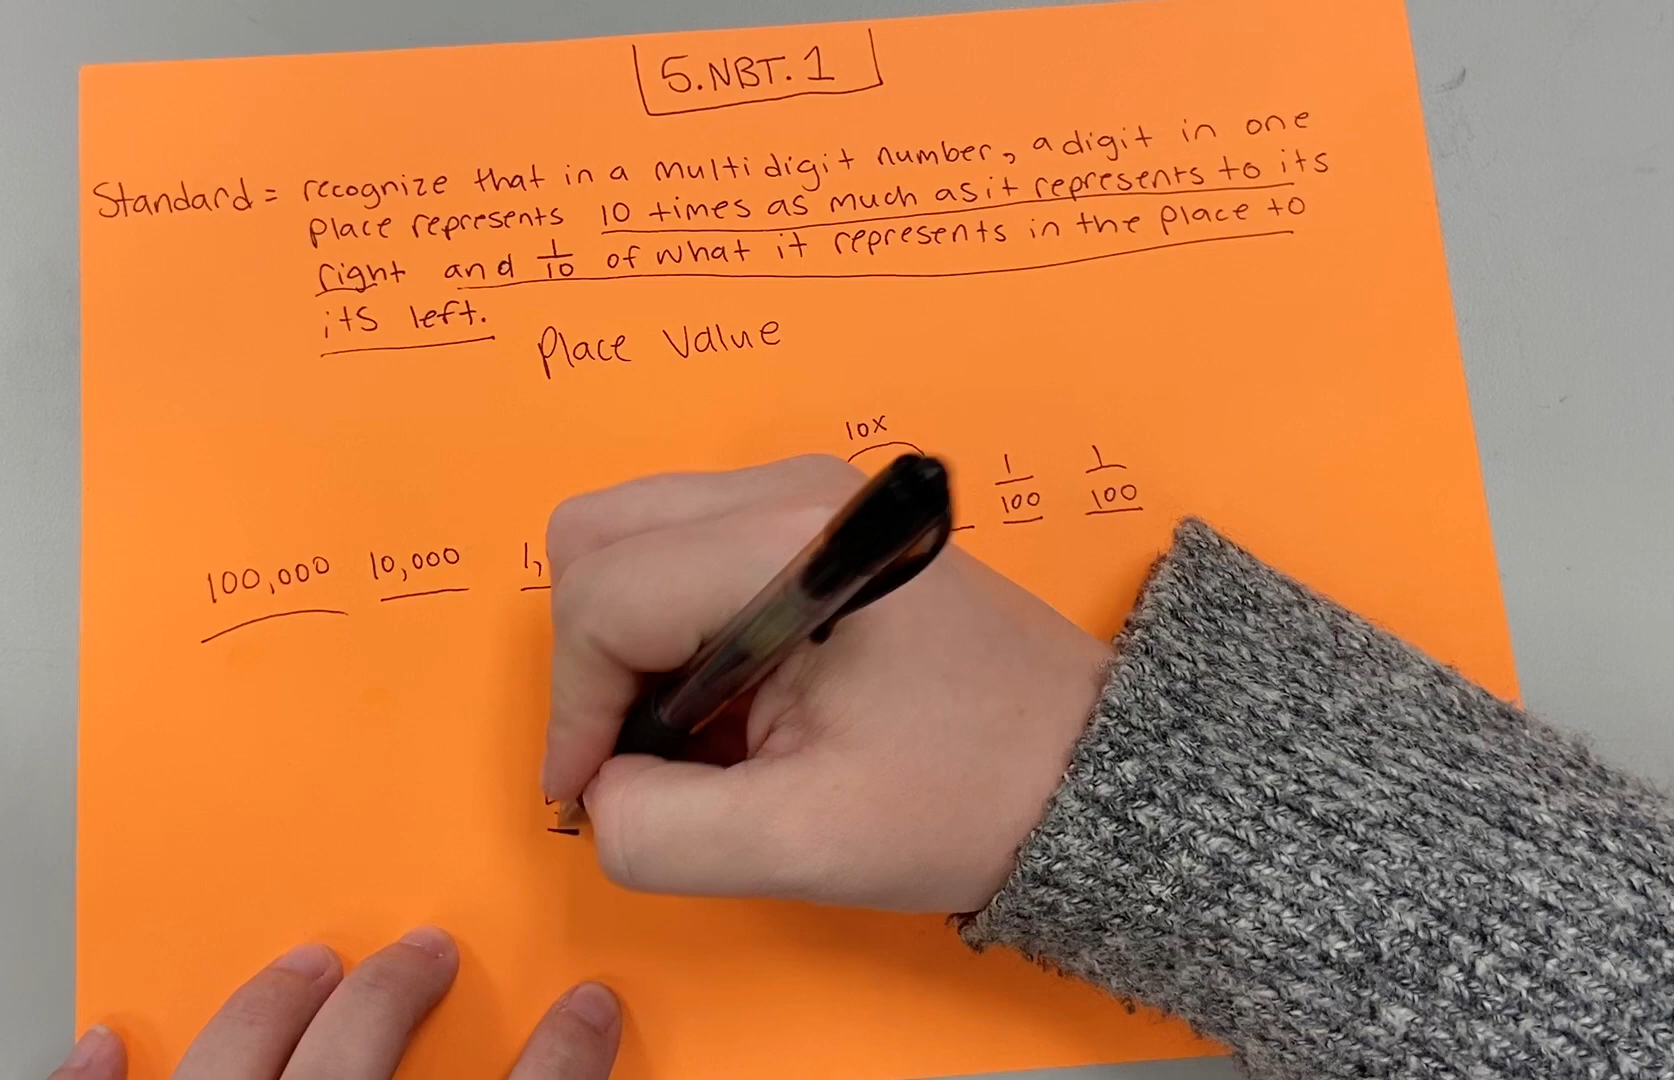 5.NBT.1
Standard = recognize that in a multi digit number, a digit in one
place represents 10 times as much as it represents to its
right and 1/10 of what it represents in the place to
its left.
Place Value
10x
100,000 10,000 1, 1/100 1/100